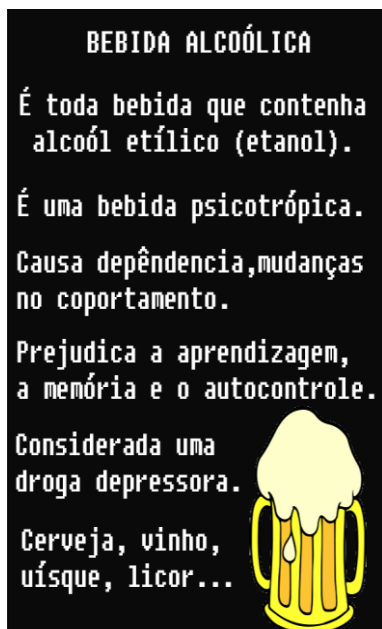 BEBIDA ALCOÓLICA
É toda bebida que contenha
alcoól etílico (etanol).
É uma bebida psicotrópica.
Causa depêndencia,mudanças
no coportamento.
Prejudica a aprendizagem,
a memória e o autocontrole.
Considerada uma
droga depressora.
Cerveja, vinho,
uísque, licor...